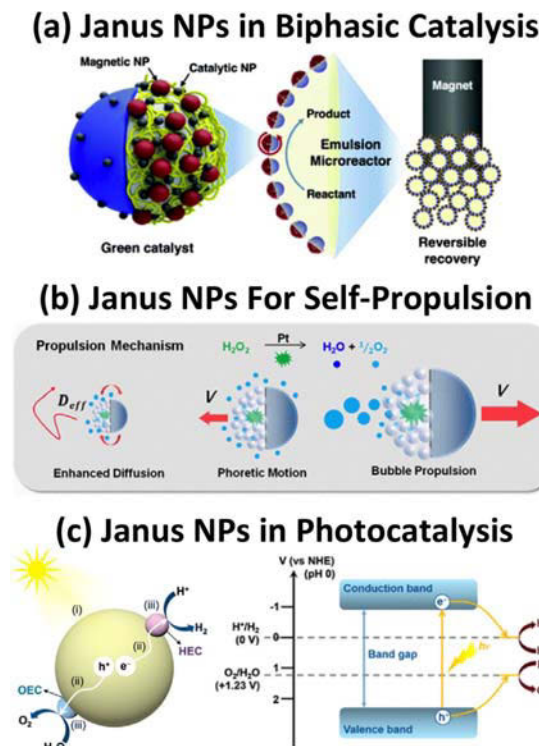 (a) Janus NPs in Biphasic Catalysis
Magnetic NP
Catalytic NP
Green catalyst
Product
Emulsion
Microreactor
Reactant
Magnet
Reversible
recovery
(b) Janus NPs For Self-Propulsion
Propulsion Mechanism
H₂O₂
Pt
H₂O + ¹/₂O₂
D_eff
V
V
Enhanced Diffusion
Phoretic Motion
Bubble Propulsion
(c) Janus NPs in Photocatalysis
(i)
(iii)
H⁺
H₂
(ii)
HEC
h⁺
e⁻
OEC
(ii)
O₂
(iii)
V (vs NHE)
(pH 0)
-1
H⁺/H₂
(0 V)
0
O₂/H₂O
(+1.23 V)
1
2
Conduction band
e⁻
Band gap
hν
h⁺
Valence band